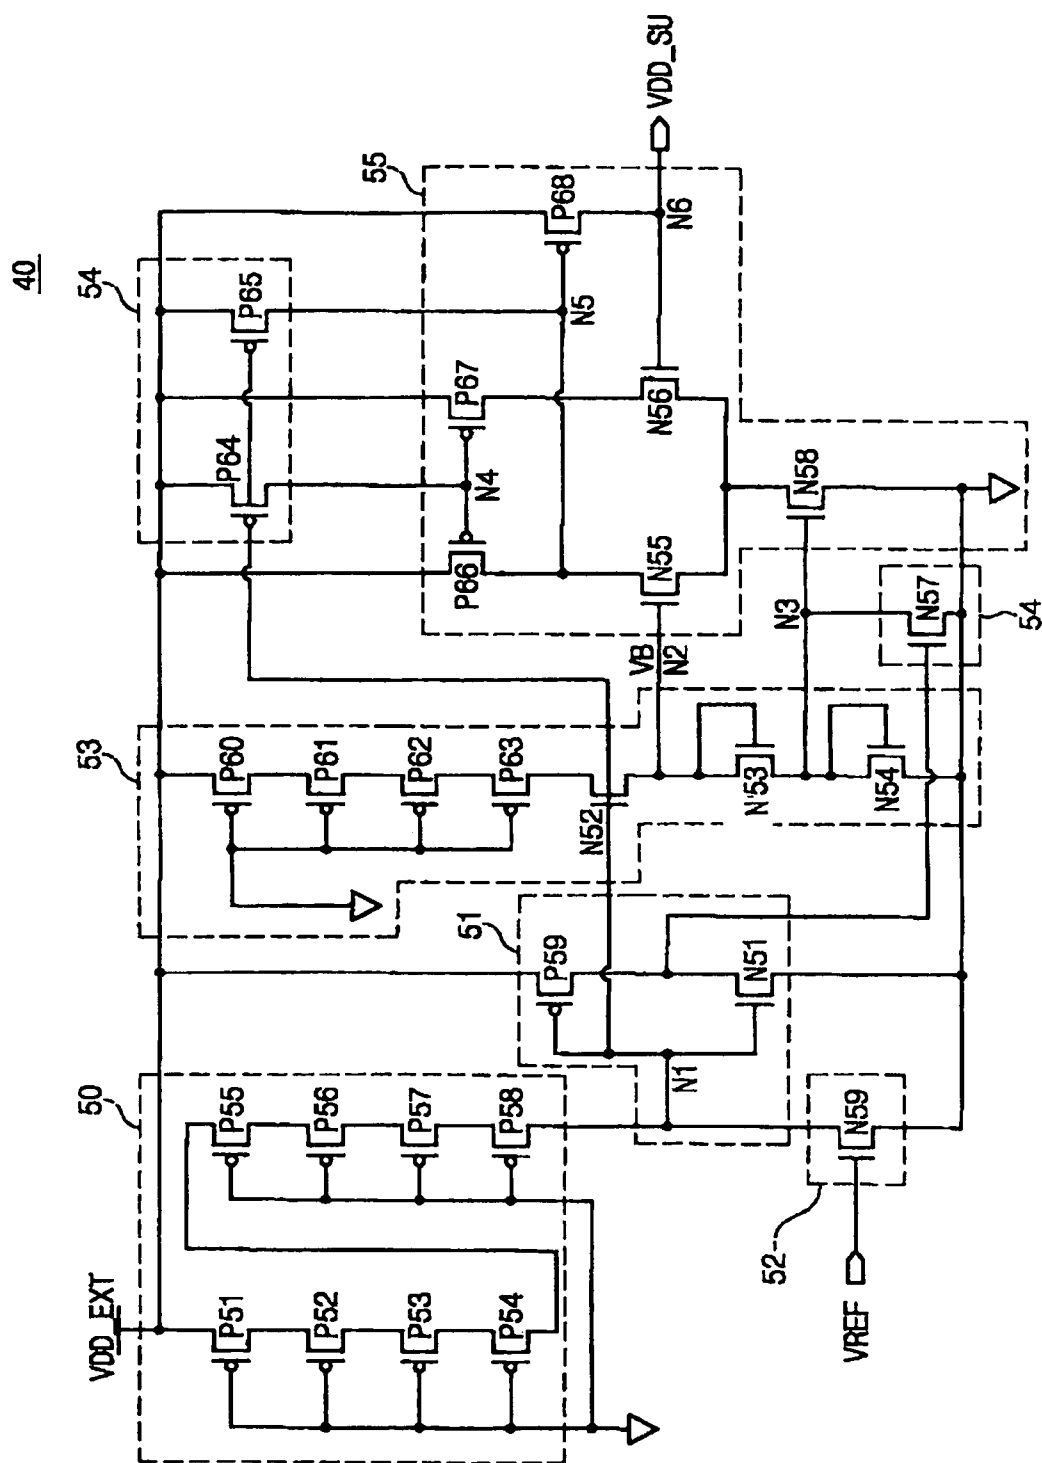 40
VDD_EXT
50
P51
P52
P53
P54
P55
P56
P57
P58
51
P59
N51
N1
52
N59
VREF
53
P60
P61
P62
P63
N52
VB
N2
N53
N54
N3
54
P64
P65
N57
54
55
P66
P67
P68
N4
N5
N55
N56
N58
N6
VDD_SU